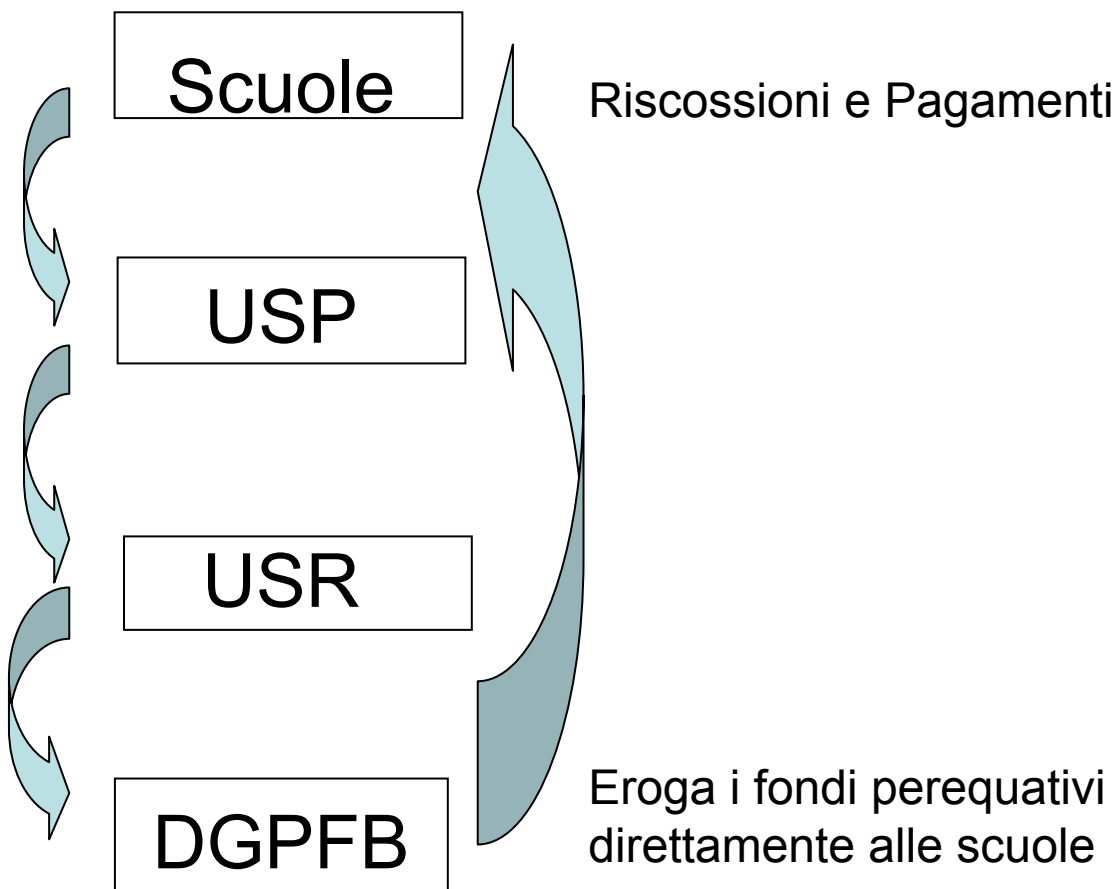 Scuole
Riscossioni e Pagamenti
USP
USR
DGPFB
Eroga i fondi perequativi
direttamente alle scuole